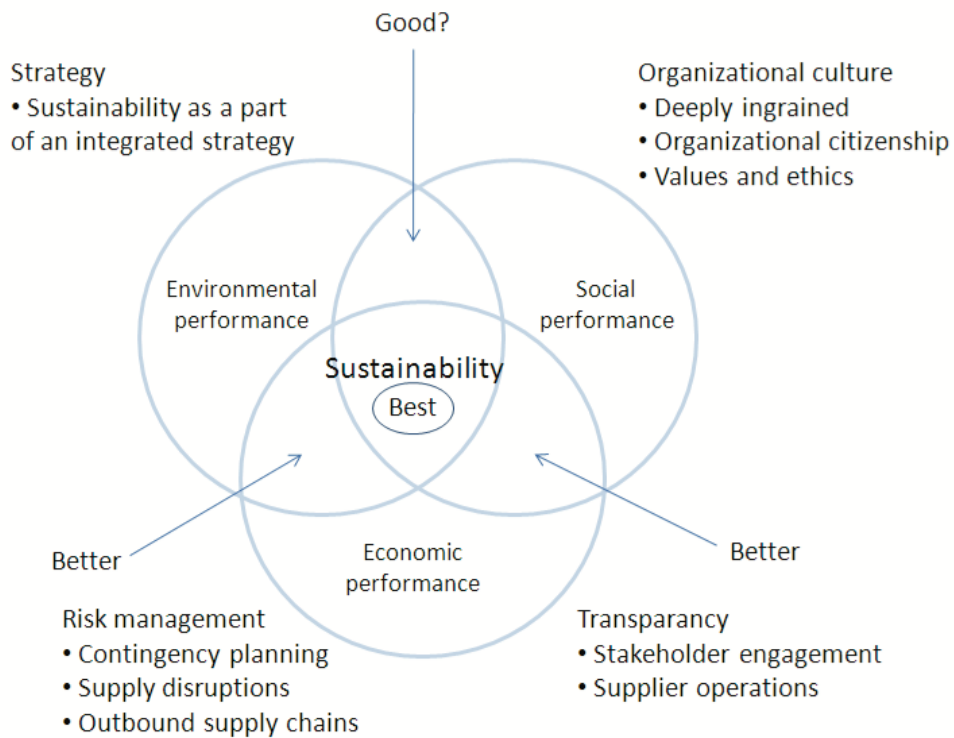 Good?
Strategy
• Sustainability as a part
of an integrated strategy
Organizational culture
• Deeply ingrained
• Organizational citizenship
• Values and ethics
Environmental
performance
Social
performance
Sustainability
Best
Economic
performance
Better
Better
Risk management
• Contingency planning
• Supply disruptions
• Outbound supply chains
Transparancy
• Stakeholder engagement
• Supplier operations